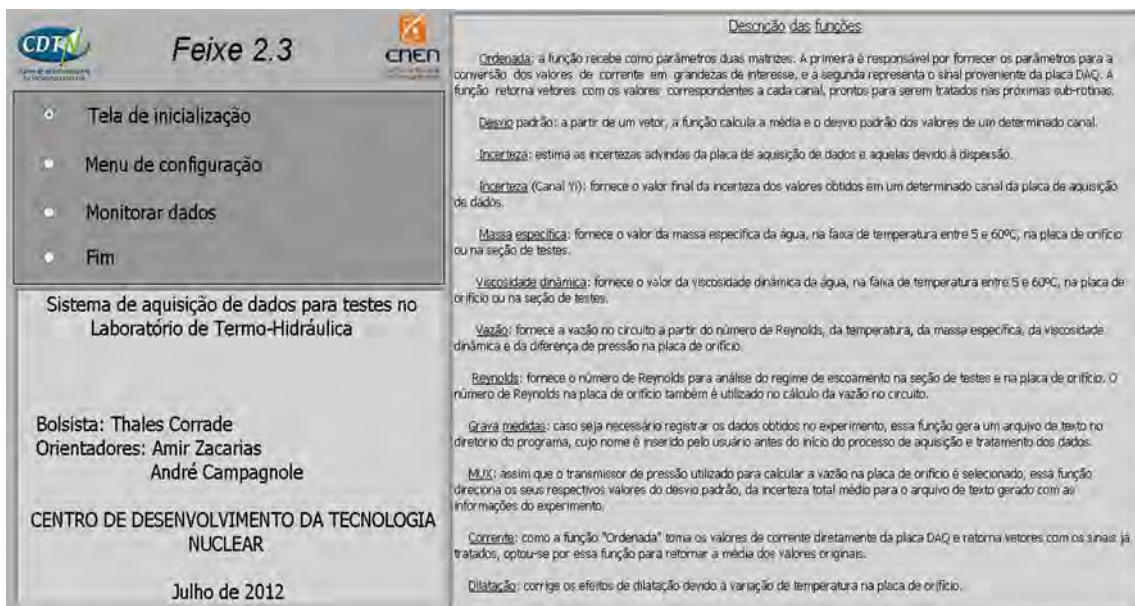 CDTN
Feixe 2.3
CNEN
Tela de inicialização
Menu de configuração
Monitorar dados
Fim
Sistema de aquisição de dados para testes no
Laboratório de Termo-Hidráulica
Bolsista: Thales Corrade
Orientadores: Amir Zacarias
André Campagnole
CENTRO DE DESENVOLVIMENTO DA TECNOLOGIA
NUCLEAR
Julho de 2012
Descrição das funções
Ordenada: a função recebe como parâmetros duas matrizes. A primeira é responsável por fornecer os parâmetros para a
conversão dos valores de corrente em grandezas de interesse, e a segunda representa o sinal proveniente da placa DAQ. A
função retorna vetores com os valores correspondentes a cada canal, prontos para serem tratados nas próximas sub-rotinas.
Desvio padrão: a partir de um vetor, a função calcula a média e o desvio padrão dos valores de um determinado canal.
Incerteza: estima as incertezas advindas da placa de aquisição de dados e aquelas devido à dispersão.
Incerteza (Canal Yi): fornece o valor final da incerteza dos valores obtidos em um determinado canal da placa de aquisição
de dados.
Massa específica: fornece o valor da massa específica da água, na faixa de temperatura entre 5 e 60ºC, na placa de orifício
ou na seção de testes.
Viscosidade dinâmica: fornece o valor da viscosidade dinâmica da água, na faixa de temperatura entre 5 e 60ºC, na placa de
orifício ou na seção de testes.
Vazão: fornece a vazão no circuito a partir do número de Reynolds, da temperatura, da massa específica, da viscosidade
dinâmica e da diferença de pressão na placa de orifício.
Reynolds: fornece o número de Reynolds para análise do regime de escoamento na seção de testes e na placa de orifício. O
número de Reynolds na placa de orifício também é utilizado no cálculo da vazão no circuito.
Grava medidas: caso seja necessário registrar os dados obtidos no experimento, essa função gera um arquivo de texto no
diretório do programa, cujo nome é inserido pelo usuário antes do início do processo de aquisição e tratamento dos dados.
MUX: assim que o transmissor de pressão utilizado para calcular a vazão na placa de orifício é selecionado, essa função
direciona os seus respectivos valores do desvio padrão, da incerteza total médio para o arquivo de texto gerado com as
informações do experimento.
Corrente: como a função "Ordenada" toma os valores de corrente diretamente da placa DAQ e retorna vetores com os sinais já
tratados, optou-se por essa função para retornar a média dos valores originais.
Dilatação: corrige os efeitos de dilatação devido à variação de temperatura na placa de orifício.